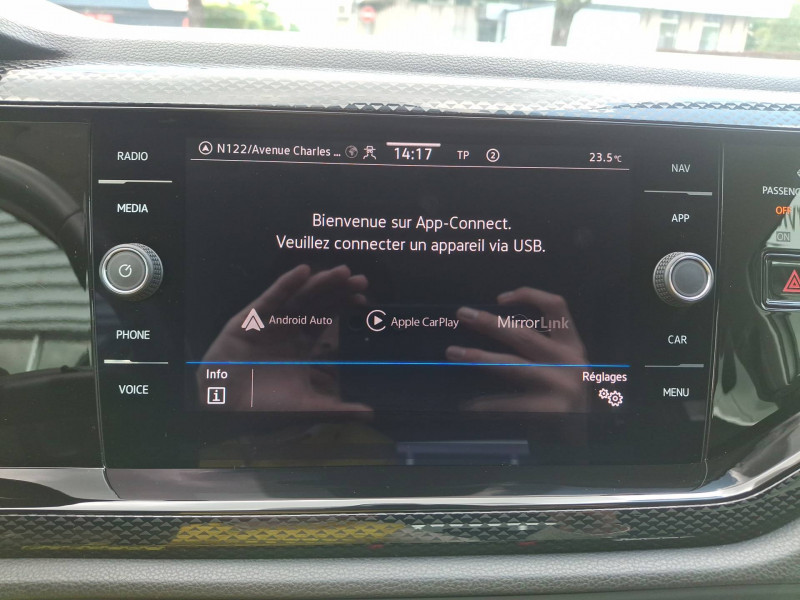 RADIO
MEDIA
PHONE
VOICE
N122/Avenue Charles ... 14:17 TP 2 23.5°C
Bienvenue sur App-Connect.
Veuillez connecter un appareil via USB.
Android Auto Apple CarPlay MirrorLink
Info Réglages
i
NAV
APP
CAR
MENU
PASSENG
OFF
ON